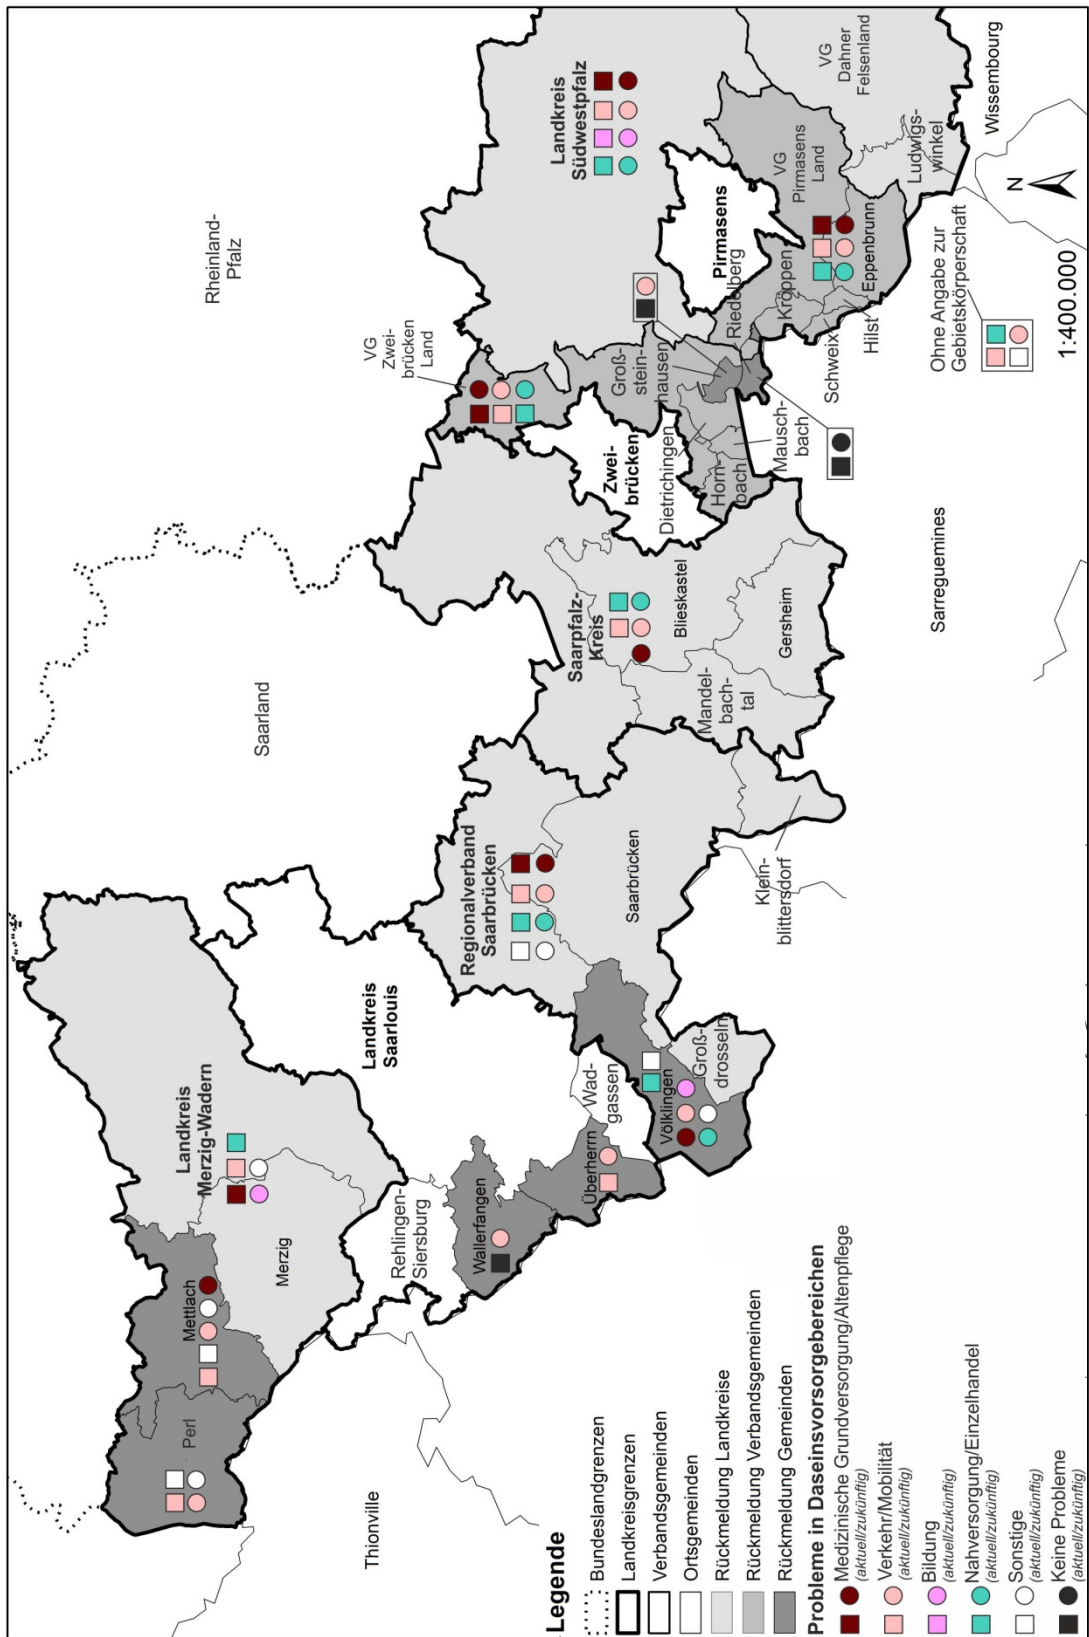 Rheinland-
Pfalz
Saarland
VG
Zwei-
brücken
Land
Landkreis
Südwestpfalz
VG
Dahner
Felsenland
Wissembourg
Ludwigs-
winkel
VG
Pirmasens
Land
Pirmasens
Eppenbrunn
Kröppen
Riedelberg
Hilst
Schweix
Groß-
stein-
hausen
Zwei-
brücken
Dietrichingen
Horn-
bach
Mausch-
bach
Ohne Angabe zur
Gebietskörperschaft
N
1:400.000
Saarpfalz-
Kreis
Blieskastel
Gersheim
Mandel-
bach-
tal
Sarreguemines
Regionalverband
Saarbrücken
Saarbrücken
Klein-
blittersdorf
Landkreis
Merzig-Wadern
Landkreis
Saarlouis
Wad-
gassen
Völklingen
Groß-
drosseln
Überherrn
Wallerfangen
Rehlingen-
Siersburg
Merzig
Mettlach
Perl
Thionville
Legende
Bundeslandgrenzen
Landkreisgrenzen
Verbandsgemeinden
Ortsgemeinden
Rückmeldung Landkreise
Rückmeldung Verbandsgemeinden
Rückmeldung Gemeinden
Probleme in Daseinsvorsorgebereichen
Medizinische Grundversorgung/Altenpflege
(aktuell/zukünftig)
Verkehr/Mobilität
(aktuell/zukünftig)
Bildung
(aktuell/zukünftig)
Nahversorgung/Einzelhandel
(aktuell/zukünftig)
Sonstige
(aktuell/zukünftig)
Keine Probleme
(aktuell/zukünftig)